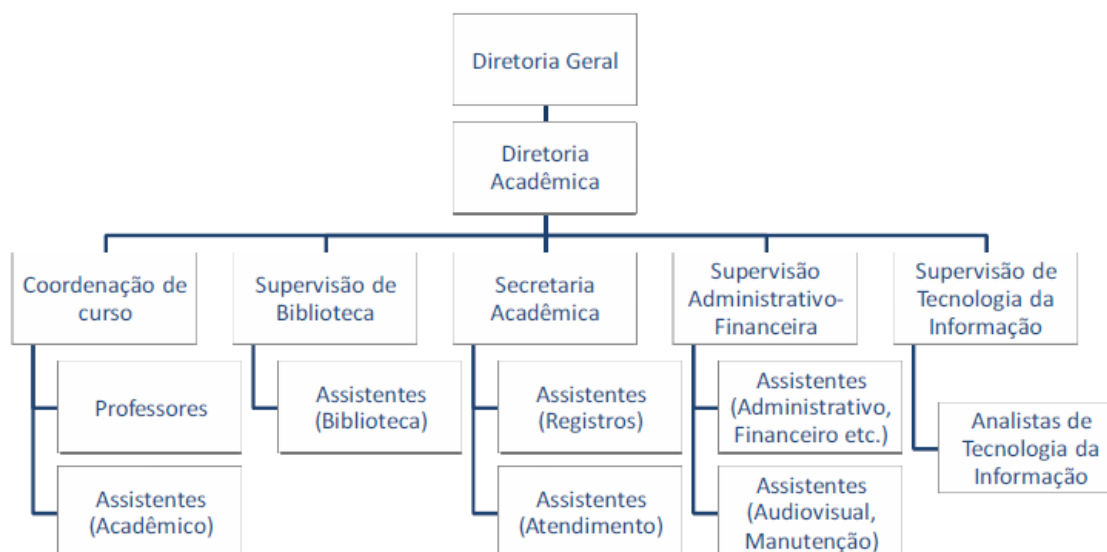 Diretoria Geral
Diretoria
Acadêmica
Coordenação de
curso
Supervisão de
Biblioteca
Secretaria
Acadêmica
Supervisão
Administrativo-
Financeira
Supervisão de
Tecnologia da
Informação
Professores
Assistentes
(Biblioteca)
Assistentes
(Registros)
Assistentes
(Administrativo,
Financeiro etc.)
Analistas de
Tecnologia da
Informação
Assistentes
(Acadêmico)
Assistentes
(Atendimento)
Assistentes
(Audiovisual,
Manutenção)